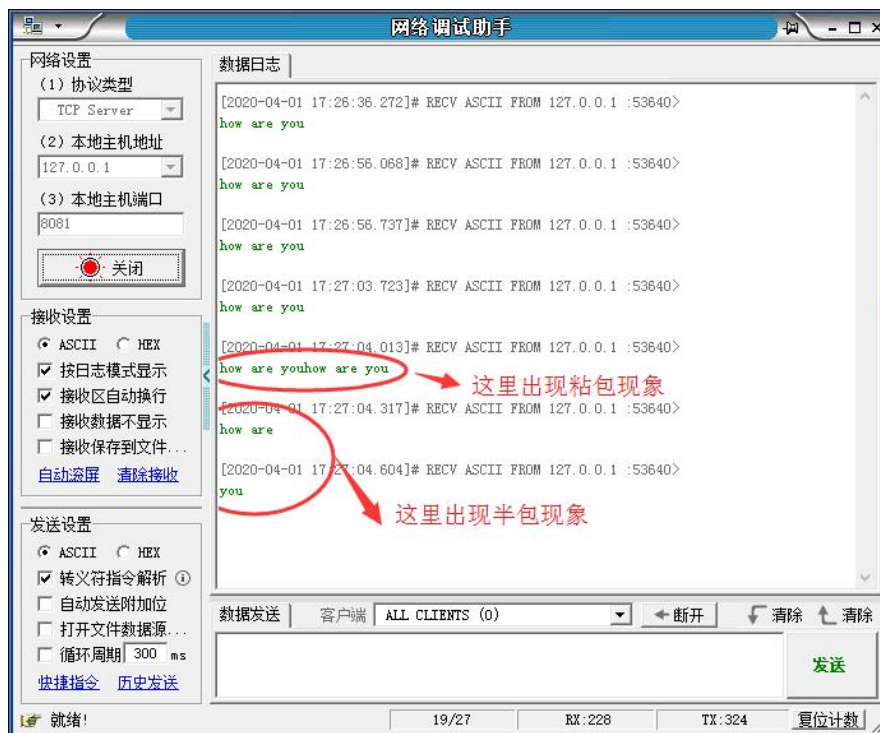 网络调试助手
网络设置
(1) 协议类型
TCP Server
(2) 本地主机地址
127.0.0.1
(3) 本地主机端口
8081
关闭
接收设置
ASCII HEX
按日志模式显示
接收区自动换行
接收数据不显示
接收保存到文件...
自动滚屏 清除接收
发送设置
ASCII HEX
转义符指令解析
自动发送附加位
打开文件数据源...
循环周期 300 ms
快捷指令 历史发送
数据日志
[2020-04-01 17:26:36.272]# RECV ASCII FROM 127.0.0.1 :53640>
how are you
[2020-04-01 17:26:56.068]# RECV ASCII FROM 127.0.0.1 :53640>
how are you
[2020-04-01 17:26:56.737]# RECV ASCII FROM 127.0.0.1 :53640>
how are you
[2020-04-01 17:27:03.723]# RECV ASCII FROM 127.0.0.1 :53640>
how are you
[2020-04-01 17:27:04.013]# RECV ASCII FROM 127.0.0.1 :53640>
how are youhow are you
这里出现粘包现象
[2020-04-01 17:27:04.317]# RECV ASCII FROM 127.0.0.1 :53640>
how are
[2020-04-01 17:27:04.604]# RECV ASCII FROM 127.0.0.1 :53640>
you
这里出现半包现象
数据发送 客户端 ALL CLIENTS (0) 断开 清除 清除
发送
就绪! 19/27 RX:228 TX:324 复位计数